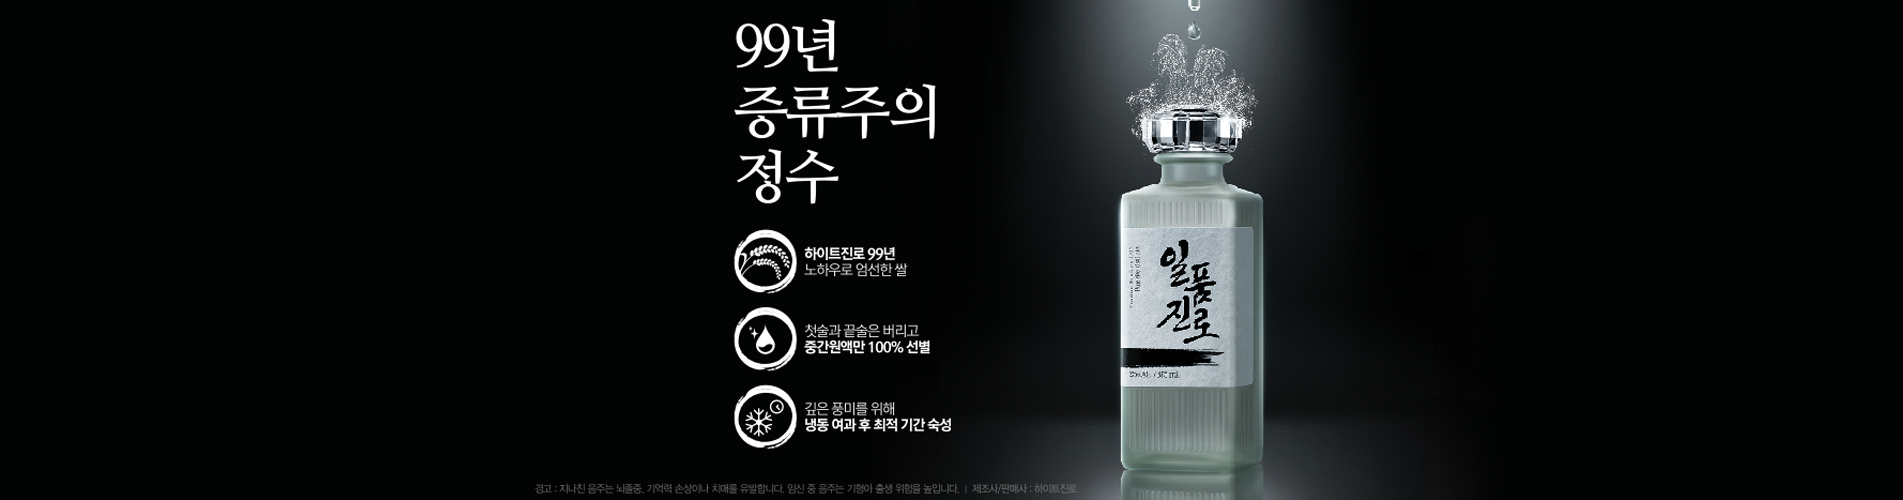 99년
증류주의
정수
하이트진로 99년
노하우로 엄선한 쌀
첫술과 끝술은 버리고
중간원액만 100% 선별
깊은 풍미를 위해
냉동 여과 후 최적 기간 숙성
일품
진로
경고 : 지나친 음주는 뇌졸중, 기억력 손상이나 치매를 유발합니다. 임신 중 음주는 기형아 출생 위험을 높입니다. | 제조사/판매사 : 하이트진로